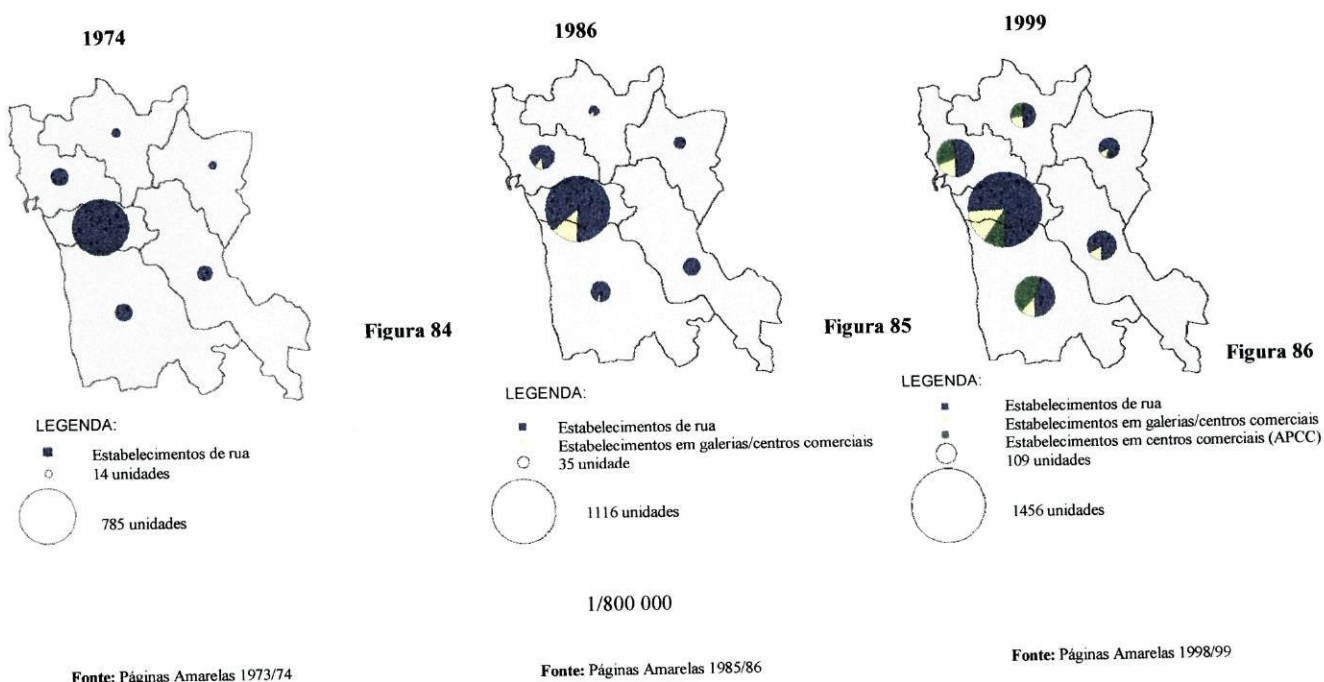 1974
1986
1999
Figura 84
Figura 85
Figura 86
LEGENDA:
Estabelecimentos de rua
14 unidades
785 unidades
LEGENDA:
Estabelecimentos de rua
Estabelecimentos em galerias/centros comerciais
35 unidade
1116 unidades
LEGENDA:
Estabelecimentos de rua
Estabelecimentos em galerias/centros comerciais
Estabelecimentos em centros comerciais (APCC)
109 unidades
1456 unidades
1/800 000
Fonte: Páginas Amarelas 1973/74
Fonte: Páginas Amarelas 1985/86
Fonte: Páginas Amarelas 1998/99